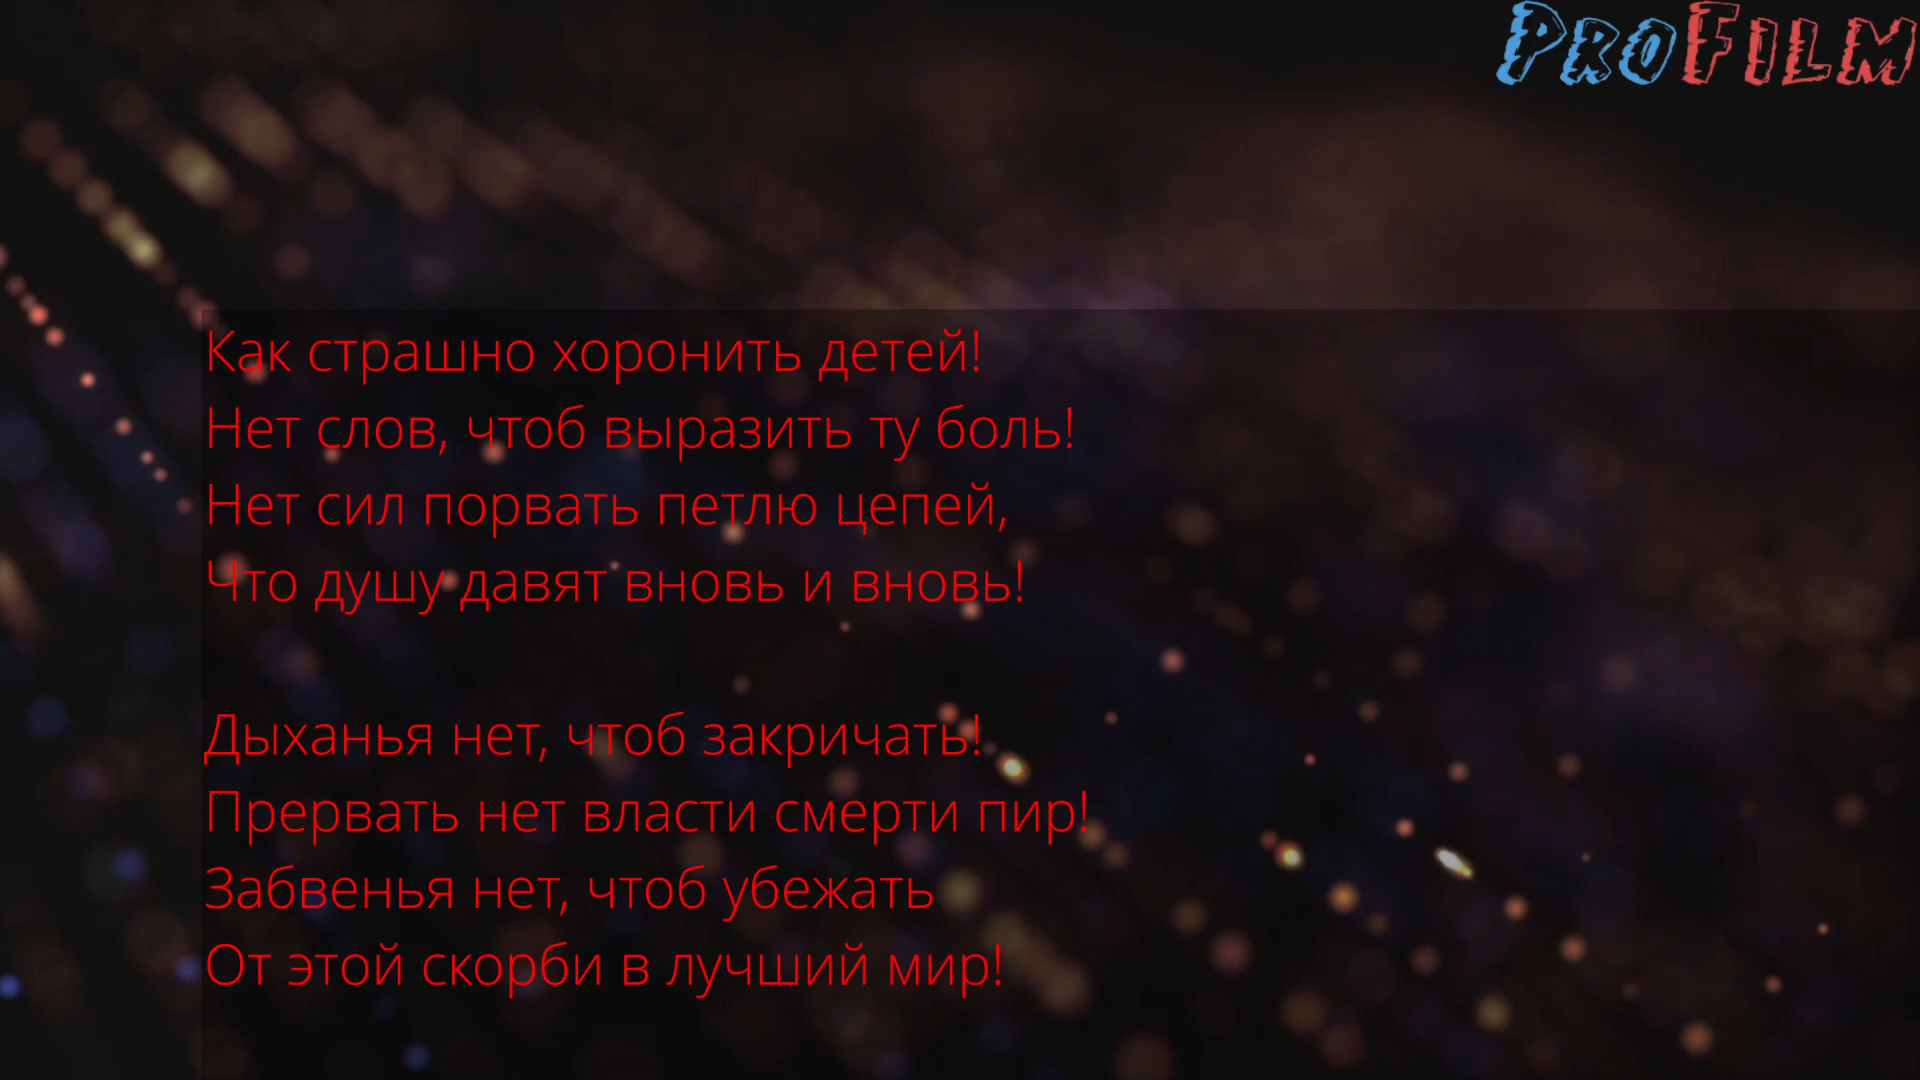 PROFILM
Как страшно хоронить детей!
Нет слов, чтоб выразить ту боль!
Нет сил порвать петлю цепей,
Что душу давят вновь и вновь!
Дыханья нет, чтоб закричать!
Прервать нет власти смерти пир!
Забвенья нет, чтоб убежать
От этой скорби в лучший мир!